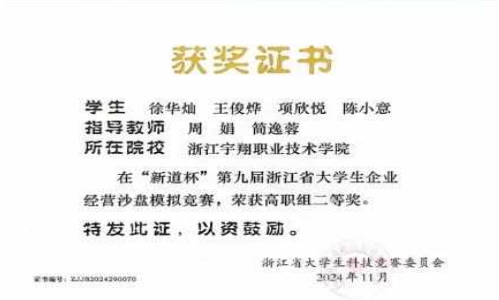 获奖证书
学生 徐华灿 王俊烨 项欣悦 陈小意
指导教师 周娟 简逸蓉
所在院校 浙江宇翔职业技术学院
在“新道杯”第九届浙江省大学生企业
经营沙盘模拟竞赛，荣获高职组二等奖。
特发此证，以资鼓励。
浙江省大学生科技竞赛委员会
2024年11月
证书编号：ZJJS2024290070